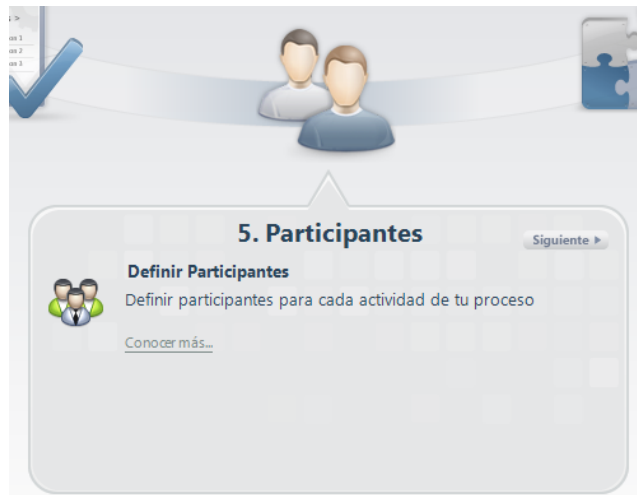 5. Participantes
Siguiente
Definir Participantes
Definir participantes para cada actividad de tu proceso
Conocer más...